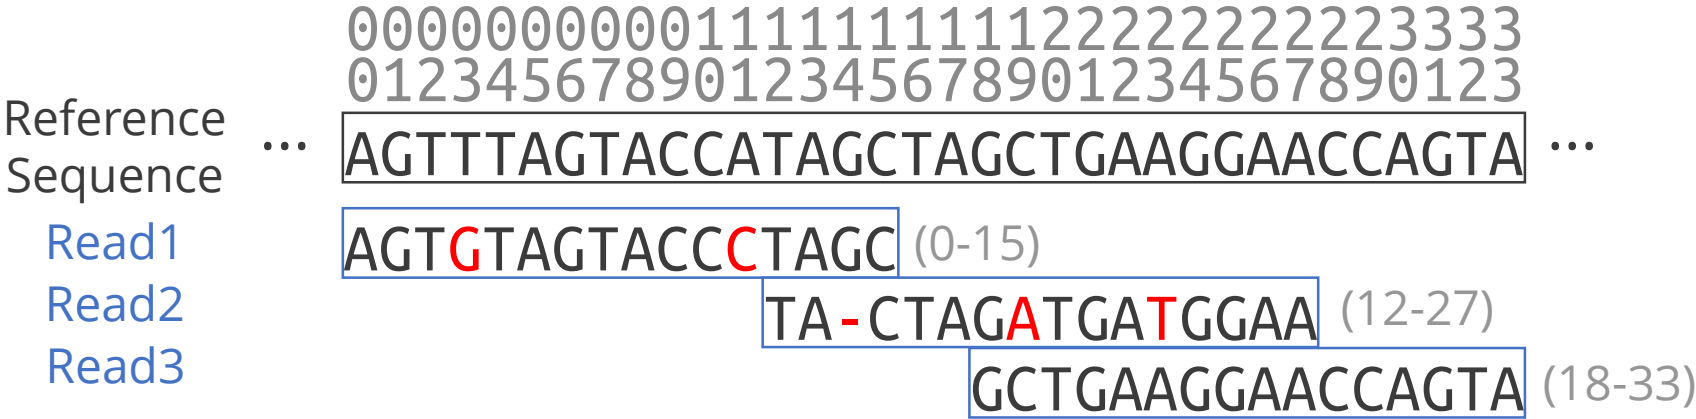 0000000000111111111122222222223333
0123456789012345678901234567890123
Reference
Sequence
... AGTTTAGTACCATAGCTAGCTGAAGGAACCAGTA ...
Read1 AGTGTAGTACCCTAGC (0-15)
Read2 TA-CTAGATGATGGAA (12-27)
Read3 GCTGAAGGAACCAGTA (18-33)